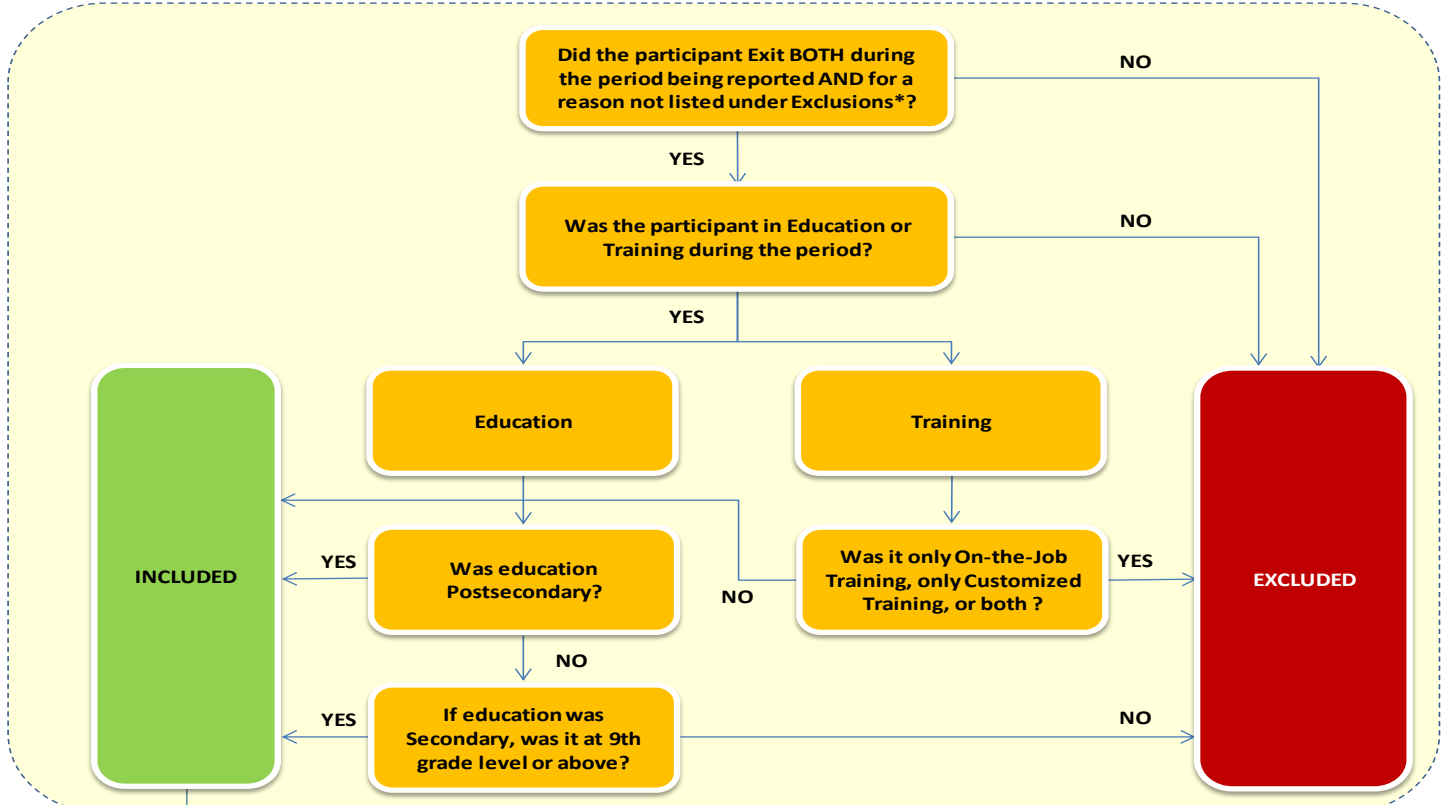 Did the participant Exit BOTH during
the period being reported AND for a
reason not listed under Exclusions*?
NO
YES
Was the participant in Education or
Training during the period?
NO
YES
Education
Training
INCLUDED
YES
Was education
Postsecondary?
NO
Was it only On-the-Job
Training, only Customized
Training, or both ?
YES
EXCLUDED
NO
YES
If education was
Secondary, was it at 9th
grade level or above?
NO